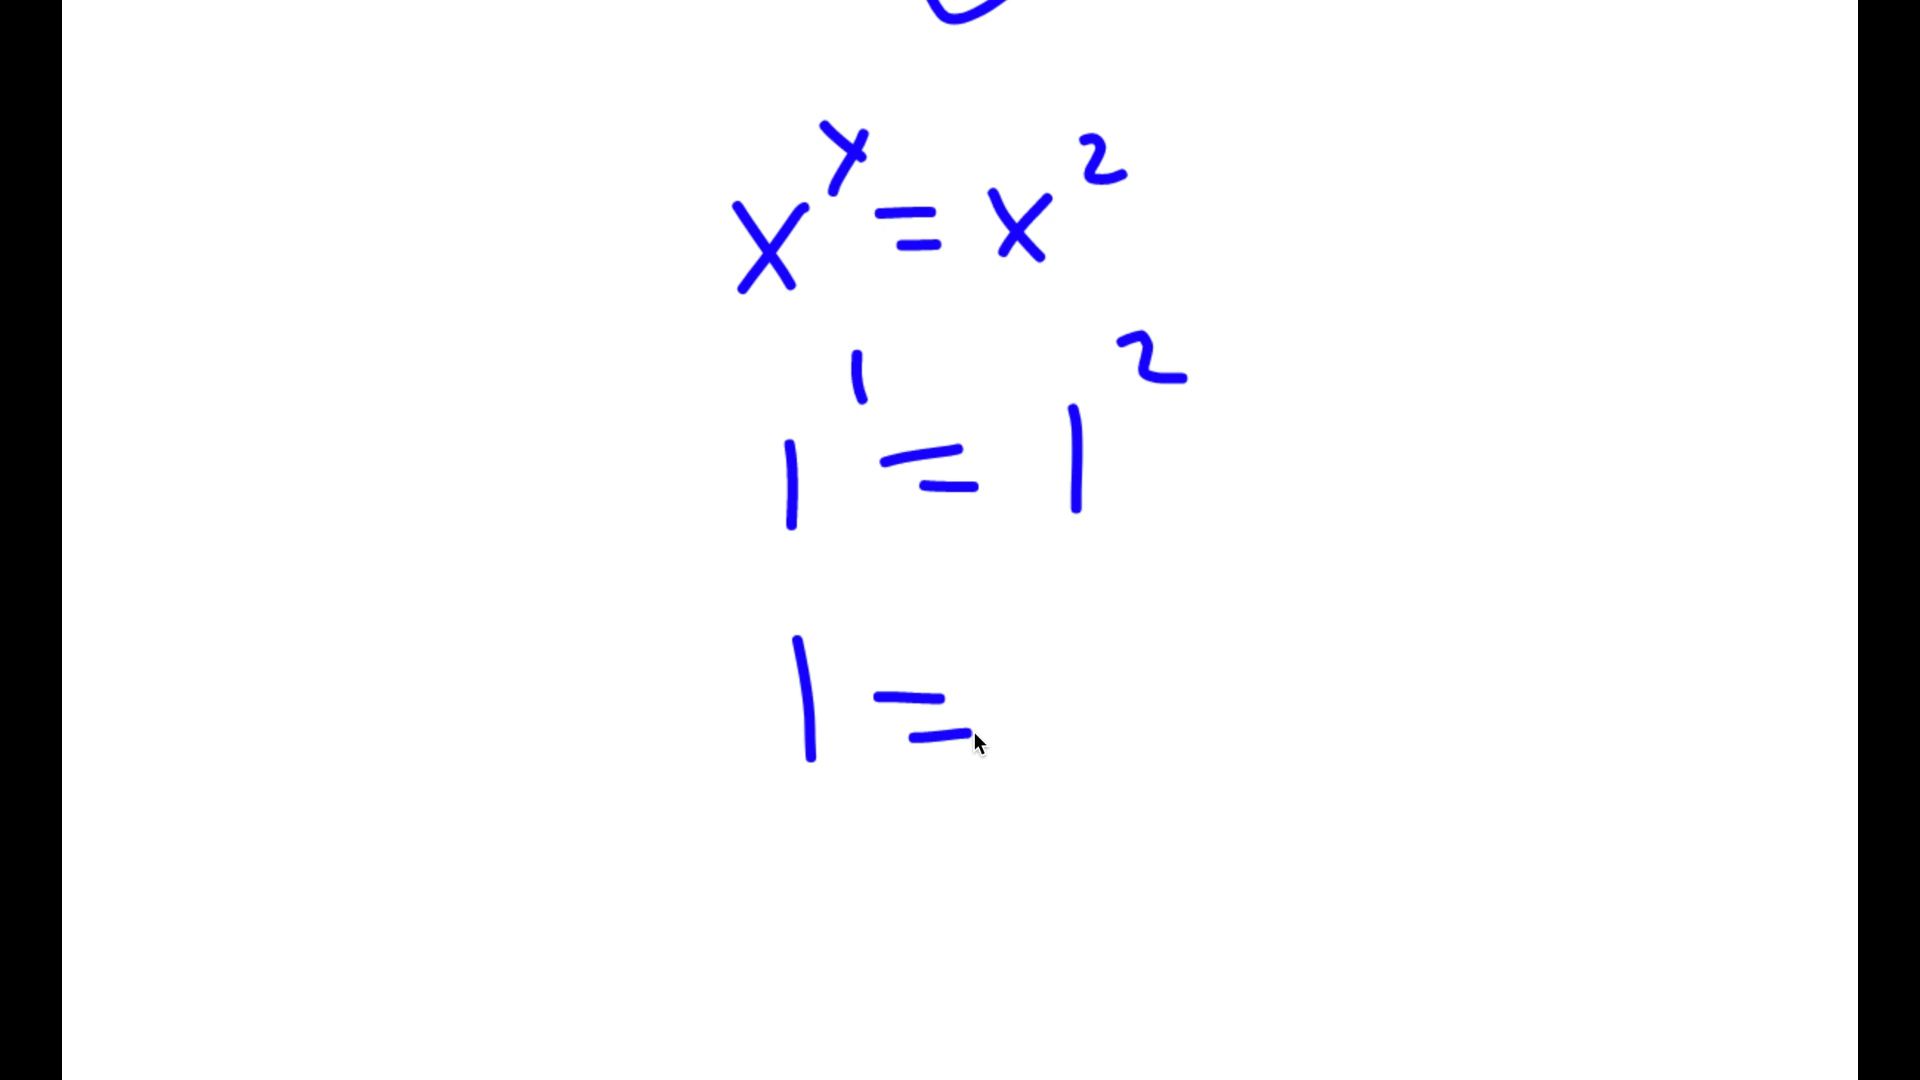 x^x = x^2
1^1 = 1^2
1 =